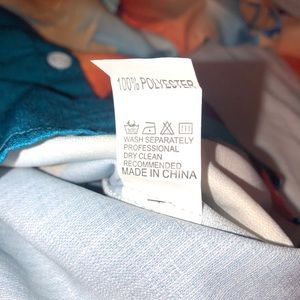 100% POLYESTER
WASH SEPARATELY
PROFESSIONAL
DRY CLEAN
RECOMMENDED
MADE IN CHINA